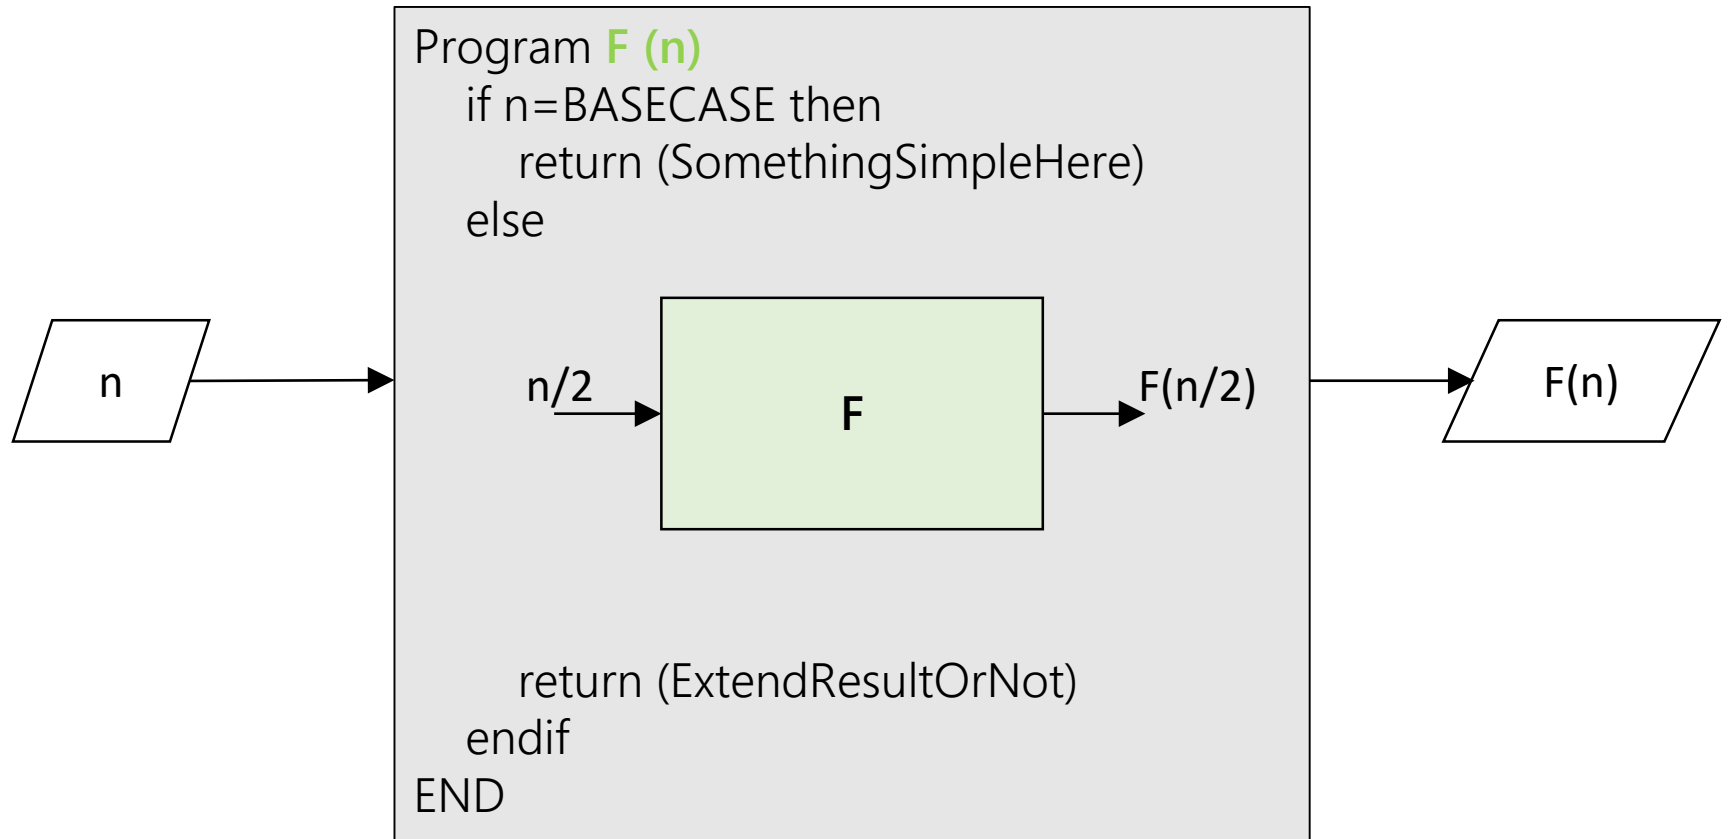 Program F (n)
if n=BASECASE then
return (SomethingSimpleHere)
else
n
n/2
F
F(n/2)
F(n)
return (ExtendResultOrNot)
endif
END